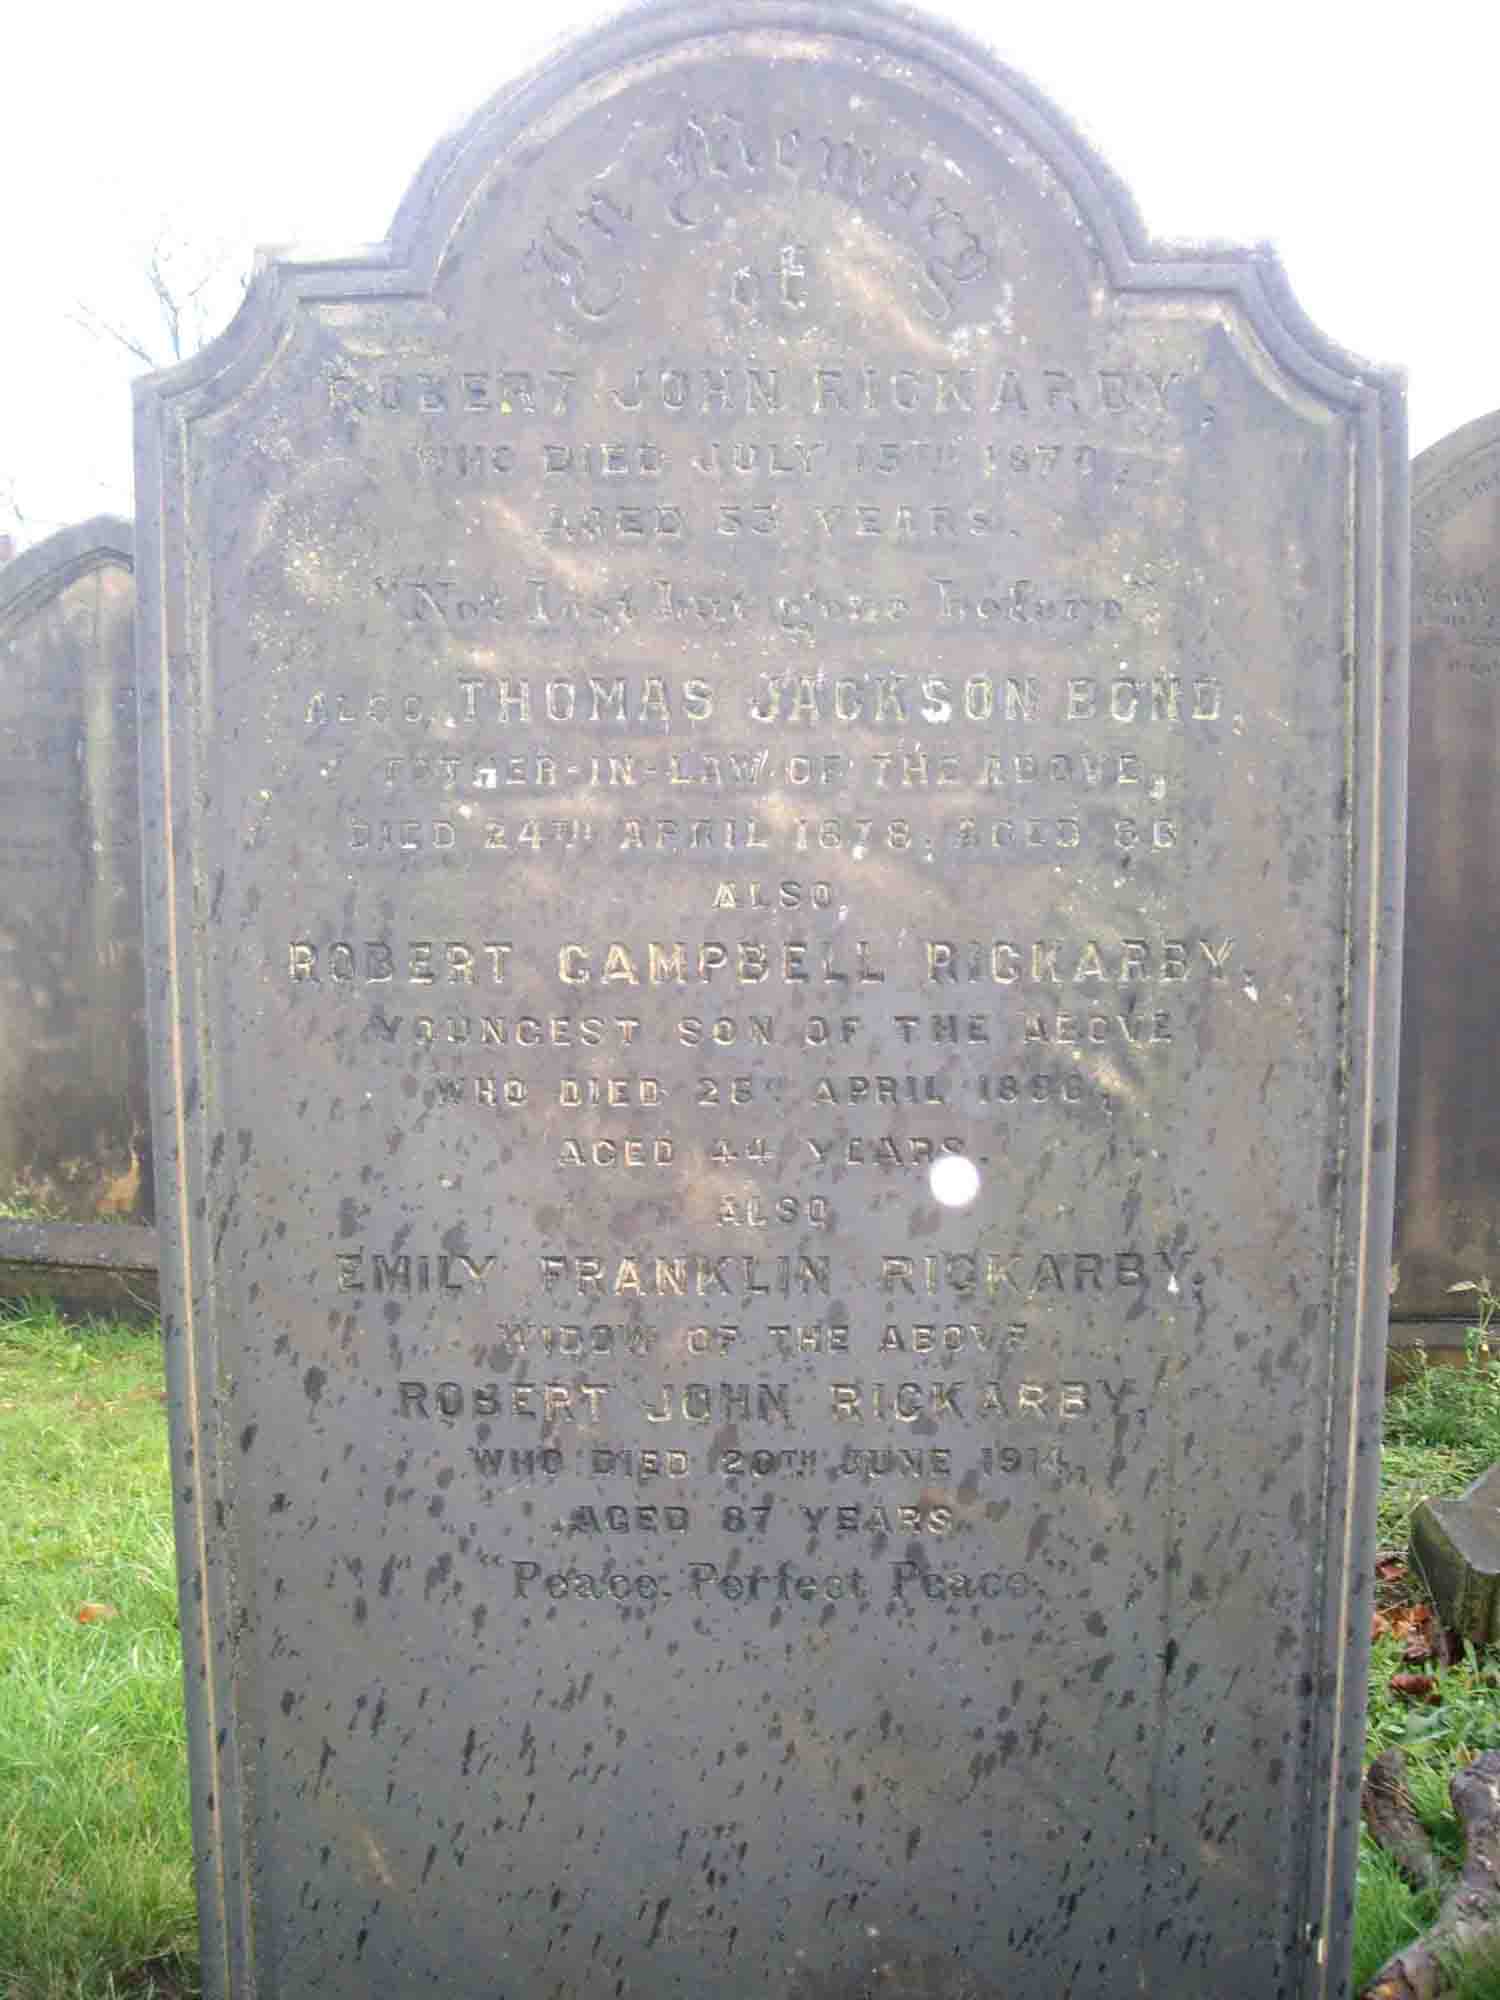 In Memory
of
ROBERT JOHN RICKARBY,
WHO DIED JULY 15TH 1870,
AGED 53 YEARS.
"Not lost but gone before"
ALSO THOMAS JACKSON BOND,
FATHER-IN-LAW OF THE ABOVE,
DIED 24TH APRIL 1878, AGED
ALSO,
ROBERT CAMPBELL RICKARBY,
YOUNGEST SON OF THE ABOVE
WHO DIED APRIL
AGED 44 YEARS.
ALSO
EMILY FRANKLIN RICKARBY,
WIDOW OF THE ABOVE
ROBERT JOHN RICKARBY,
WHO DIED 20TH JUNE 1914,
AGED 87 YEARS.
"Peace, Perfect Peace."